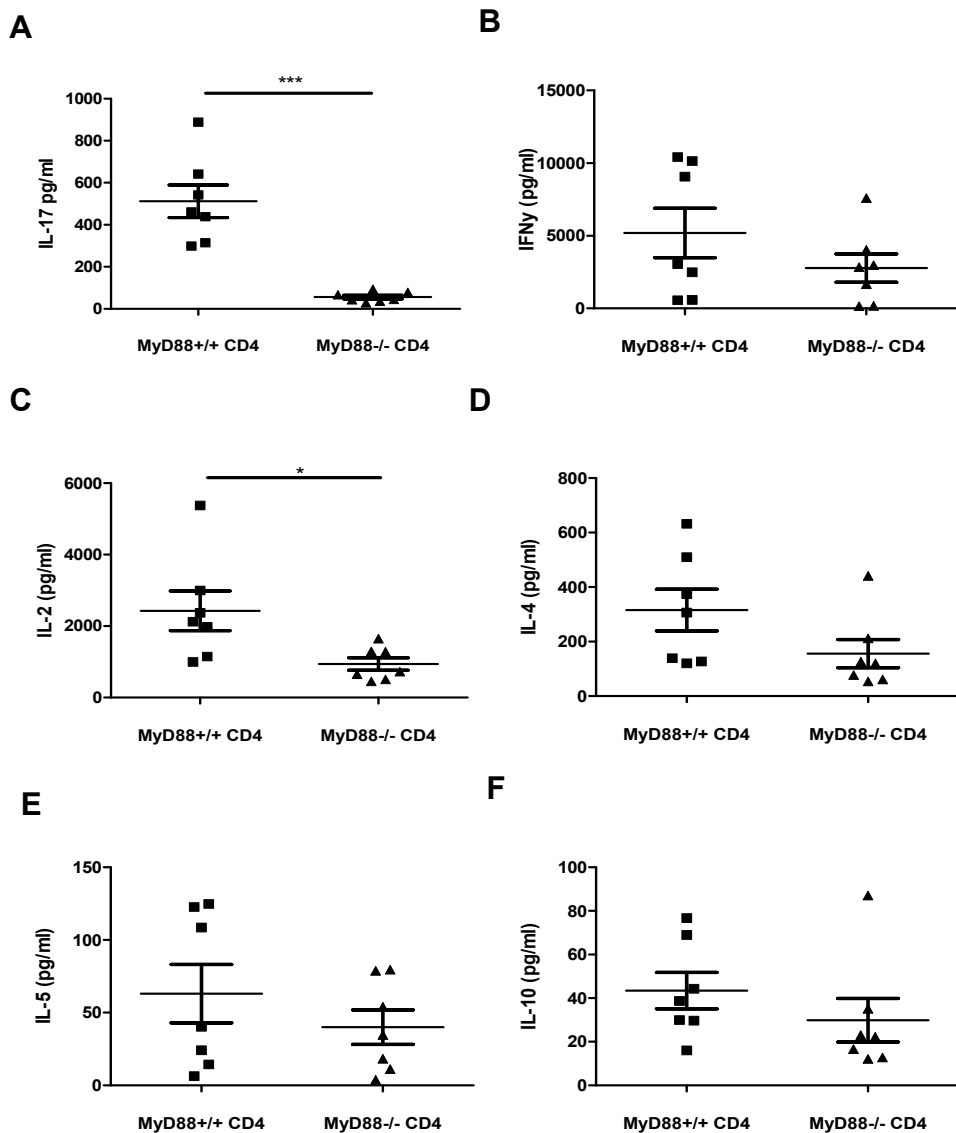 A
***
1000
800
600
400
200
0
IL-17 pg/ml
MyD88+/+ CD4 MyD88-/- CD4
B
15000
10000
5000
0
IFNy (pg/ml)
MyD88+/+ CD4 MyD88-/- CD4
C
*
6000
4000
2000
0
IL-2 (pg/ml)
MyD88+/+ CD4 MyD88-/- CD4
D
800
600
400
200
0
IL-4 (pg/ml)
MyD88+/+ CD4 MyD88-/- CD4
E
150
100
50
0
IL-5 (pg/ml)
MyD88+/+ CD4 MyD88-/- CD4
F
100
80
60
40
20
0
IL-10 (pg/ml)
MyD88+/+ CD4 MyD88-/- CD4